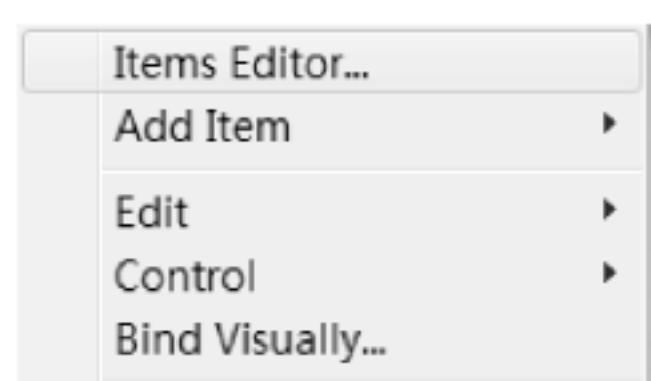 Items Editor...
Add Item
Edit
Control
Bind Visually...